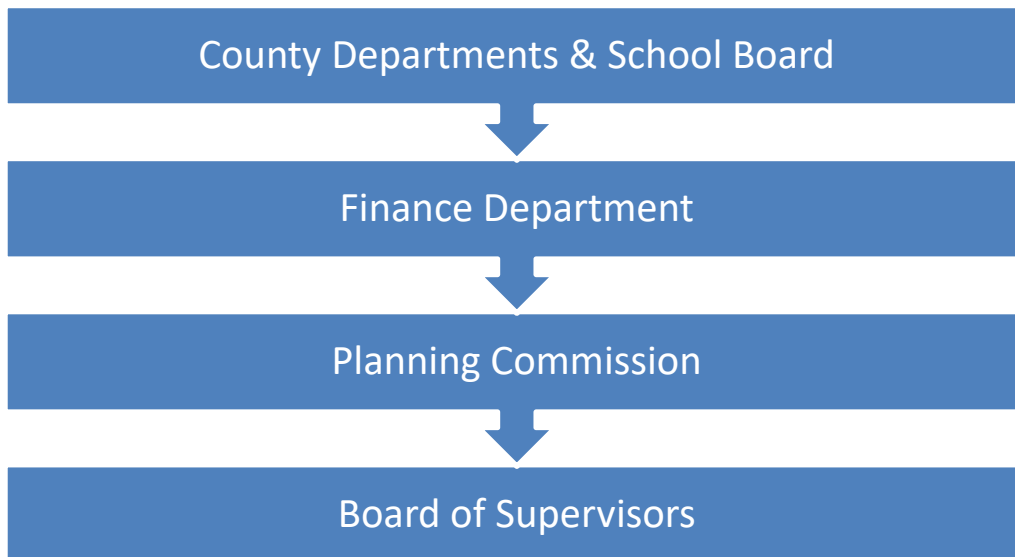 County Departments & School Board
Finance Department
Planning Commission
Board of Supervisors